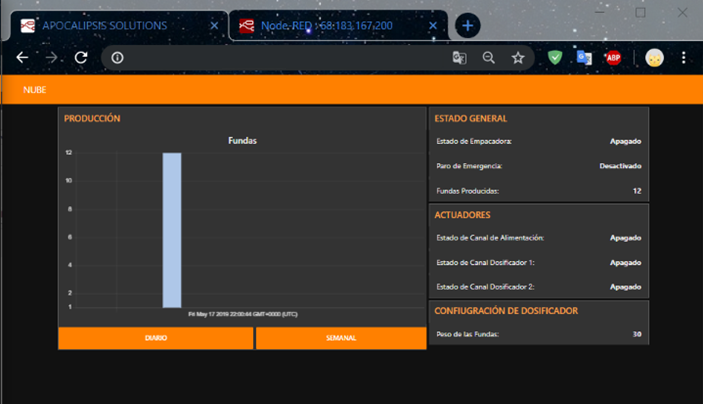 APOCALIPSIS SOLUTIONS
Node-RED : 68.183.167.200
ABP
NUBE
PRODUCCIÓN
Fundas
12
10
8
6
4
2
1
Fri May 17 2019 22:00:44 GMT+0000 (UTC)
DIARIO
SEMANAL
ESTADO GENERAL
Estado de Empacadora: Apagado
Paro de Emergencia: Desactivado
Fundas Producidas: 12
ACTUADORES
Estado de Canal de Alimentación: Apagado
Estado de Canal Dosificador 1: Apagado
Estado de Canal Dosificador 2: Apagado
CONFIUGRACIÓN DE DOSIFICADOR
Peso de las Fundas: 30